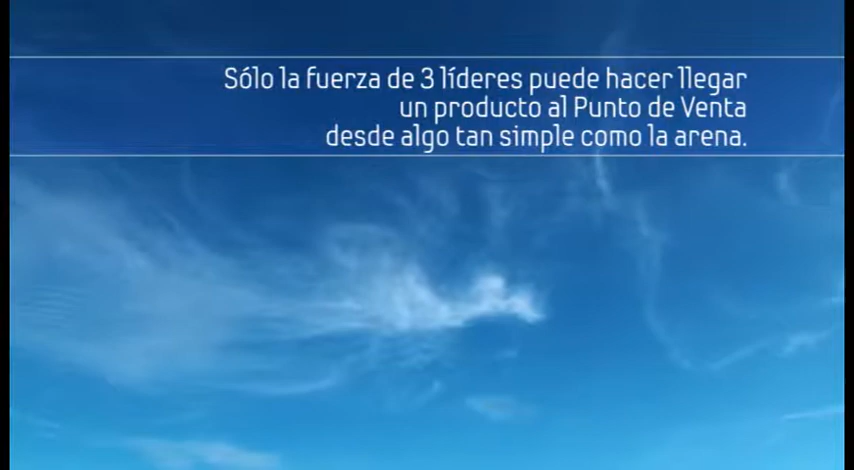 Sólo la fuerza de 3 líderes puede hacer llegar
un producto al Punto de Venta
desde algo tan simple como la arena.